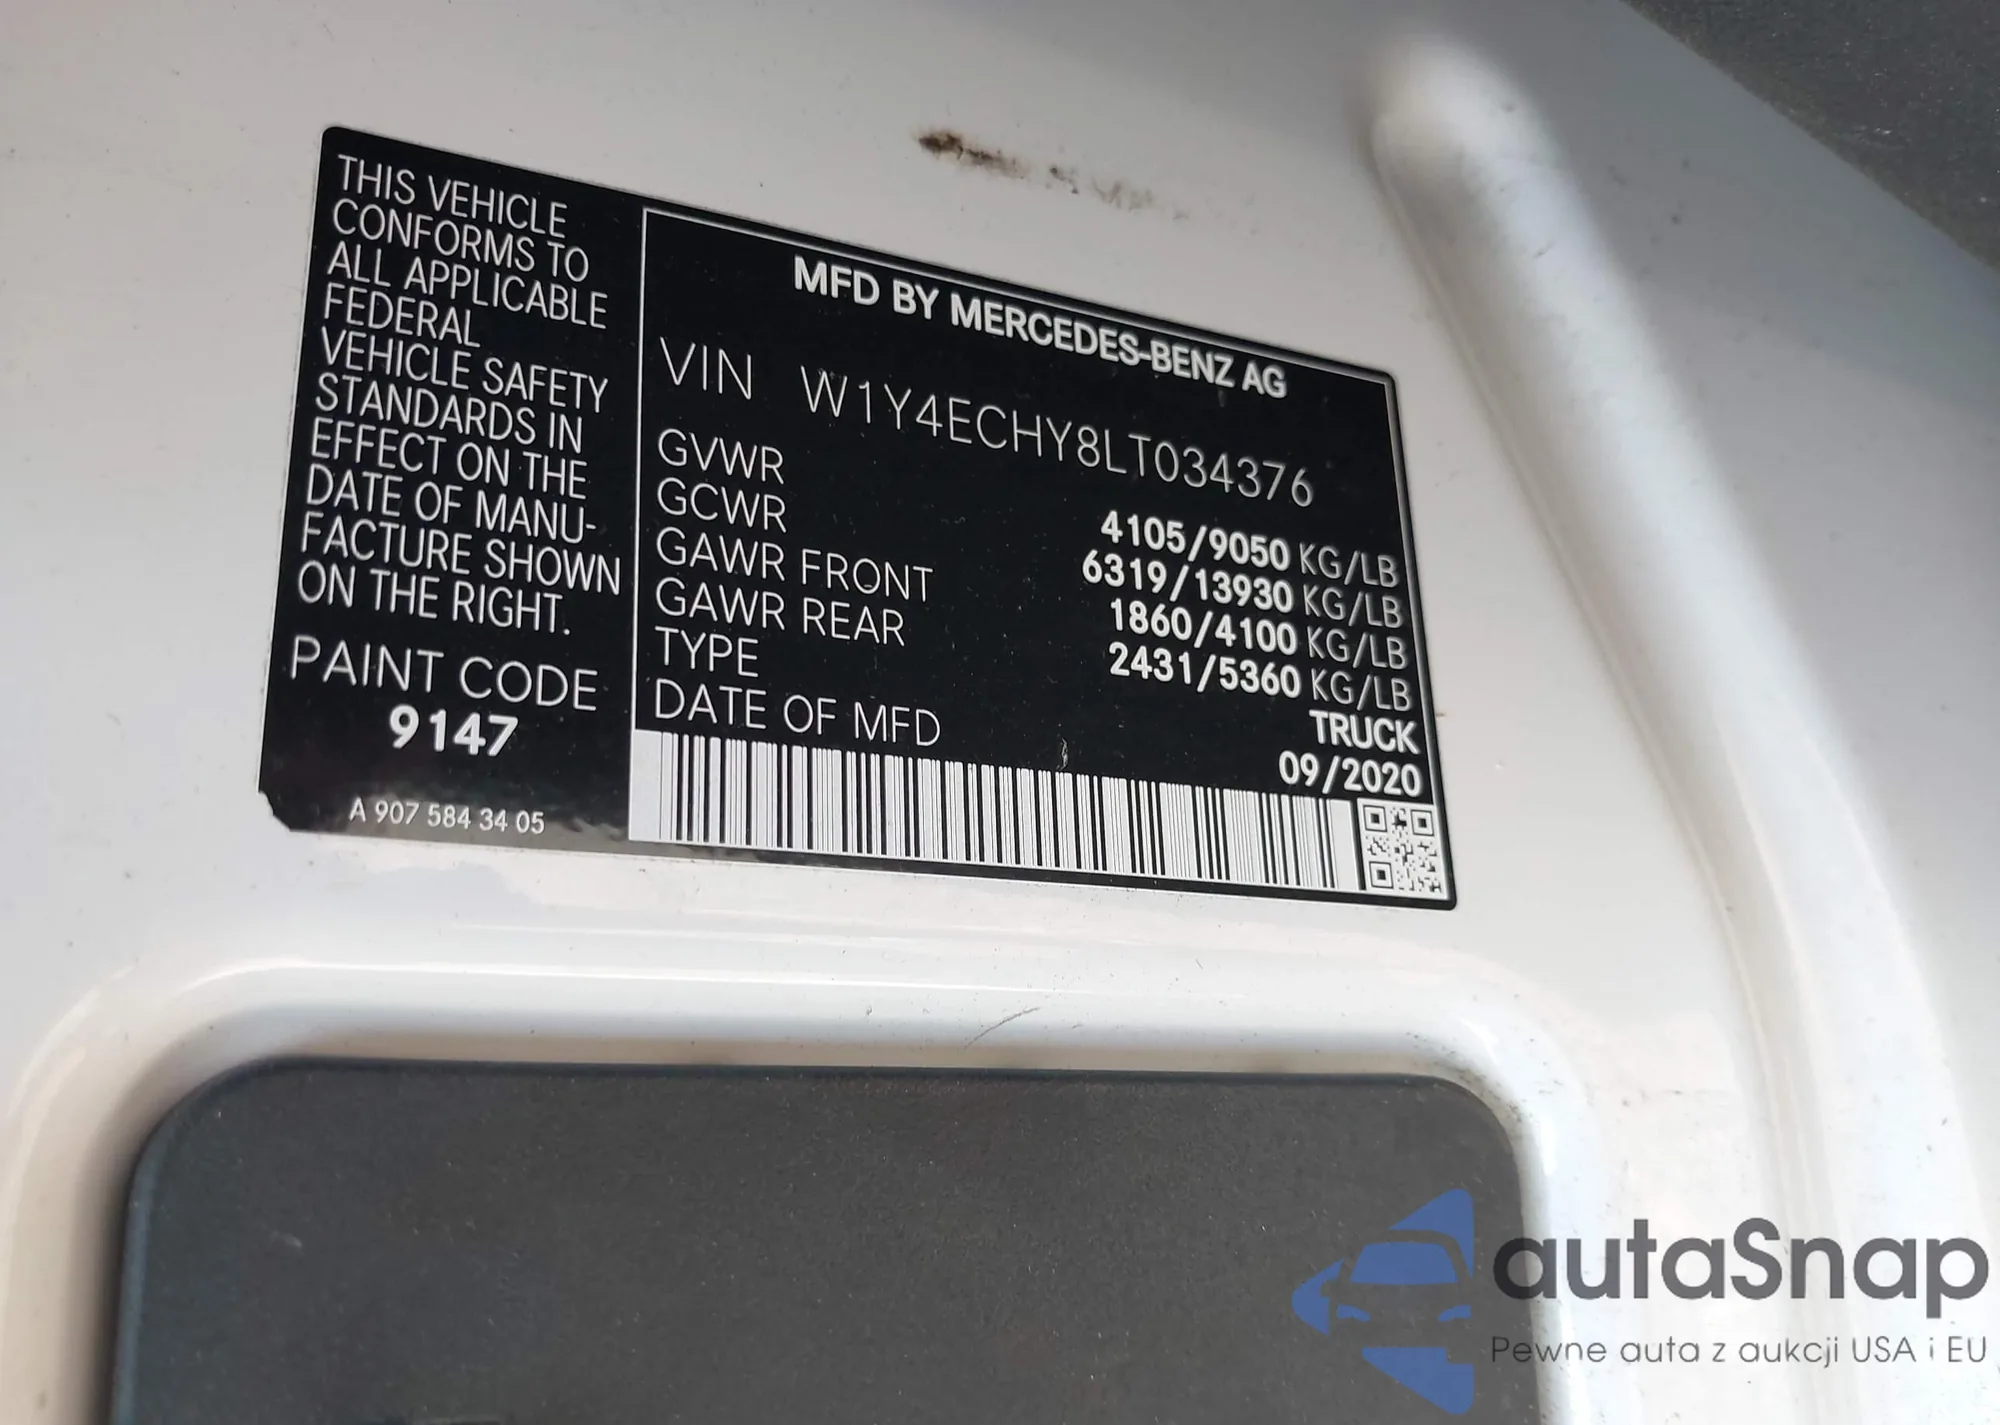 THIS VEHICLE
CONFORMS TO
ALL APPLICABLE
FEDERAL
VEHICLE SAFETY
STANDARDS IN
EFFECT ON THE
DATE OF MANU-
FACTURE SHOWN
ON THE RIGHT.
PAINT CODE
9147
A 907 584 34 05
MFD BY MERCEDES-BENZ AG
VIN W1Y4ECHY8LT034376
GVWR 4105/9050 KG/LB
GCWR 6319/13930 KG/LB
GAWR FRONT 1860/4100 KG/LB
GAWR REAR 2431/5360 KG/LB
TYPE TRUCK
DATE OF MFD 09/2020
autaSnap
Pewne auta z aukcji USA i EU